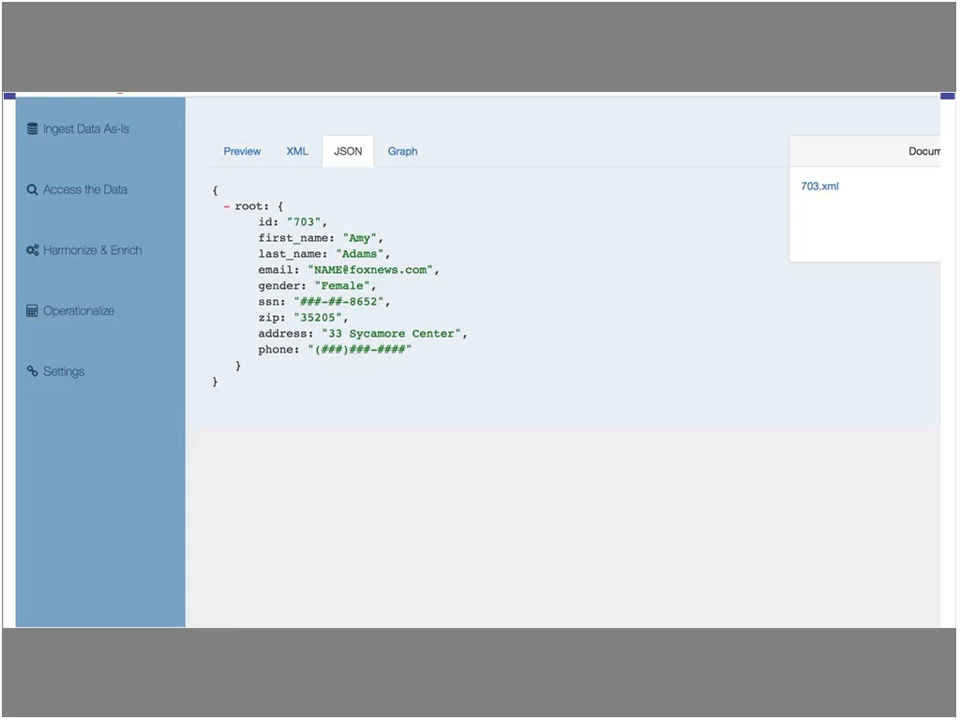 Ingest Data As-Is
Access the Data
Harmonize & Enrich
Operationalize
Settings
Preview XML JSON Graph
{
- root: {
id: "703",
first_name: "Amy",
last_name: "Adams",
email: "NAME@foxnews.com",
gender: "Female",
ssn: "###-##-8652",
zip: "35205",
address: "33 Sycamore Center",
phone: "(###)###-####"
}
}
Docum
703.xml